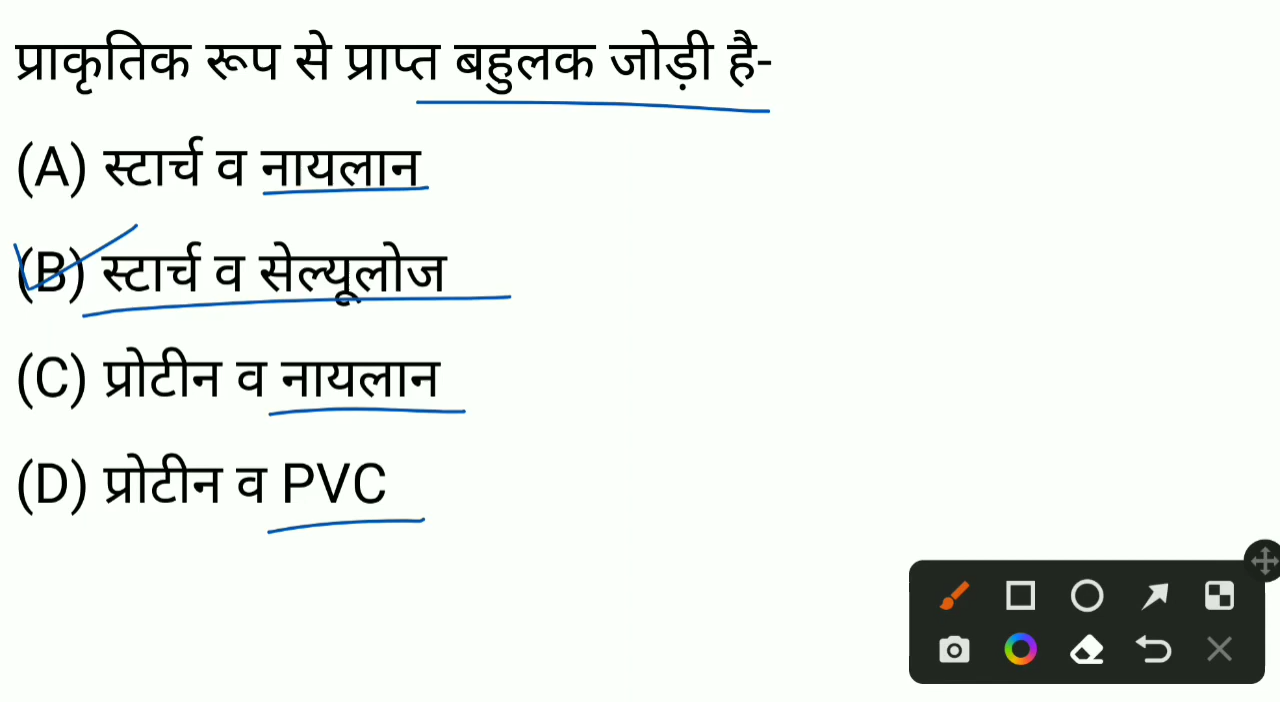 प्राकृतिक रूप से प्राप्त बहुलक जोड़ी है-
(A) स्टार्च व नायलान
(B) स्टार्च व सेल्यूलोज
(C) प्रोटीन व नायलान
(D) प्रोटीन व PVC